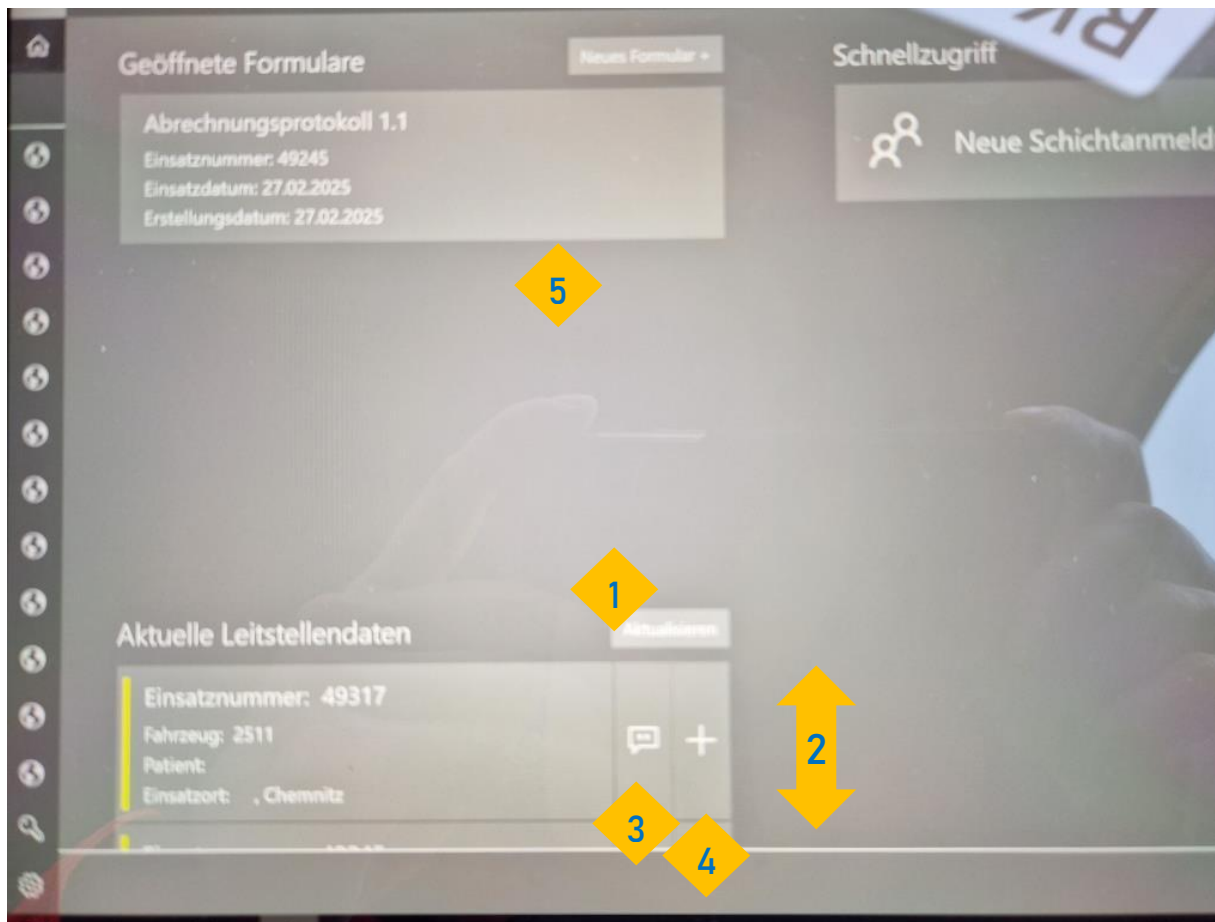 RK
Geöffnete Formulare
Neues Formular +
Schnellzugriff
Abrechnungsprotokoll 1.1
Einsatznummer: 49245
Einsatzdatum: 27.02.2025
Erstellungsdatum: 27.02.2025
Neue Schichtanmeld
5
1
Aktuelle Leitstellendaten
Aktualisieren
Einsatznummer: 49317
Fahrzeug: 2511
Patient:
Einsatzort: , Chemnitz
2
3
4